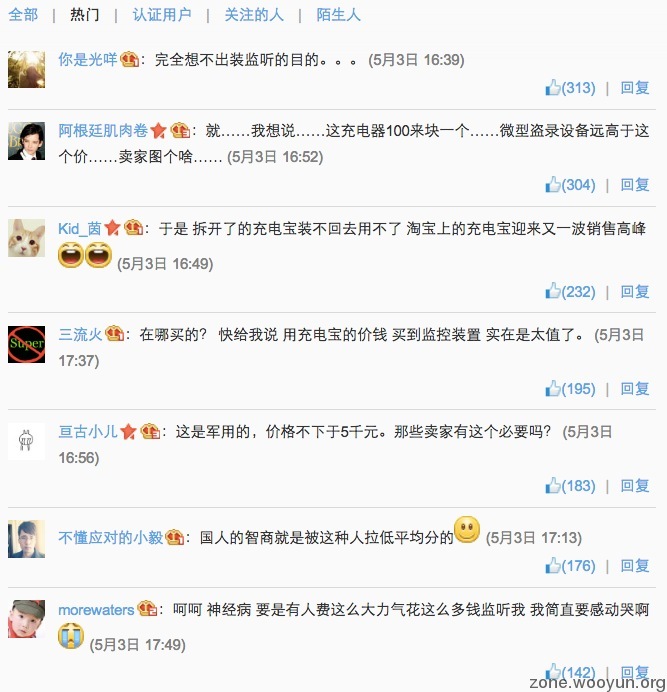 全部 | 热门 | 认证用户 | 关注的人 | 陌生人
你是光咩：完全想不出装监听的目的。。。 (5月3日 16:39)
(313) | 回复
阿根廷肌肉卷：就……我想说……这充电器100来块一个……微型盗录设备远高于这
个价……卖家图个啥…… (5月3日 16:52)
(304) | 回复
Kid_茵：于是 拆开了的充电宝装不回去用不了 淘宝上的充电宝迎来又一波销售高峰
(5月3日 16:49)
(232) | 回复
Super
三流火：在哪买的？ 快给我说 用充电宝的价钱 买到监控装置 实在是太值了。 (5月3日
17:37)
(195) | 回复
亘古小儿：这是军用的，价格不下于5千元。那些卖家有这个必要吗？ (5月3日
16:56)
(183) | 回复
不懂应对的小毅：国人的智商就是被这种人拉低平均分的 (5月3日 17:13)
(176) | 回复
morewaters：呵呵 神经病 要是有人费这么大力气花这么多钱监听我 我简直要感动哭啊
(5月3日 17:49)
(142) | 回复
zone.wooyun.org